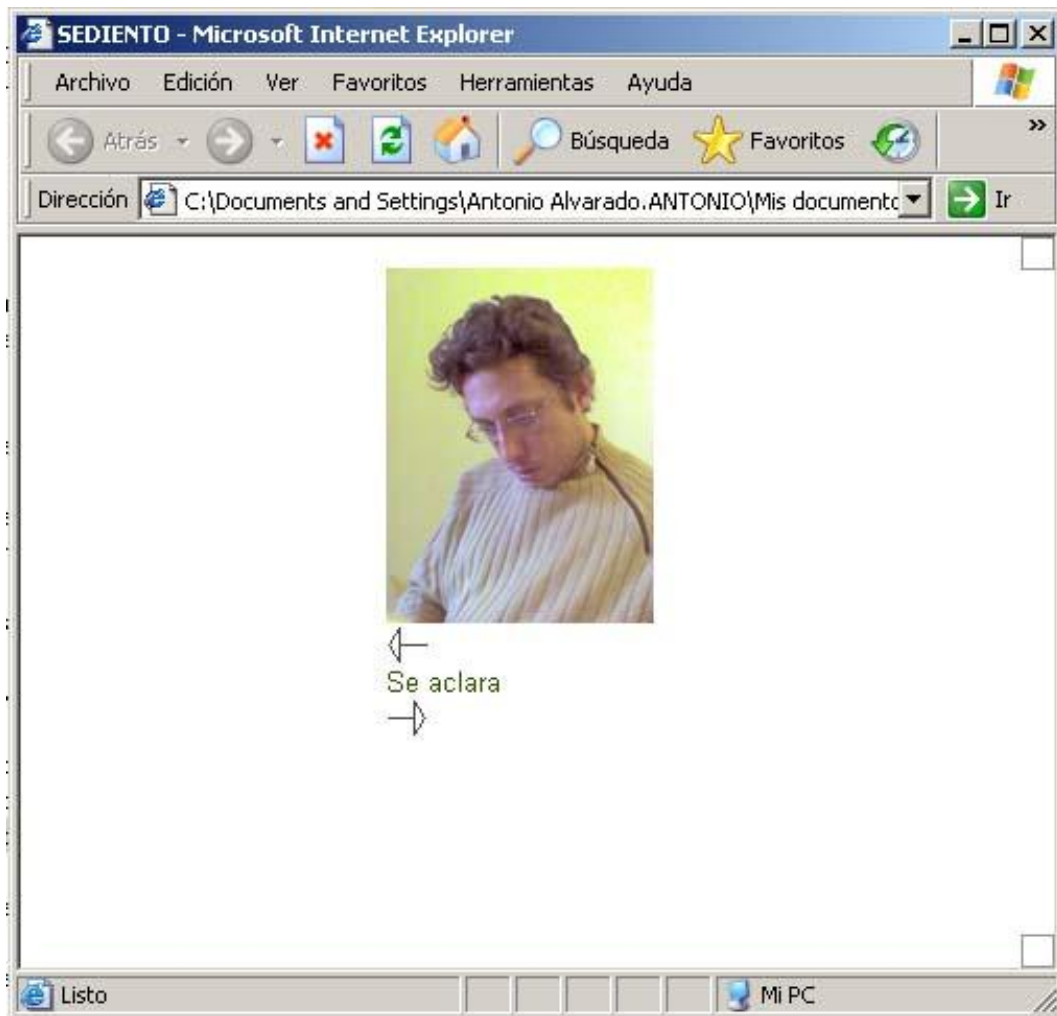 SEDIENTO - Microsoft Internet Explorer
Archivo Edición Ver Favoritos Herramientas Ayuda
Atrás Búsqueda Favoritos »
Dirección C:\Documents and Settings\Antonio Alvarado.ANTONIO\Mis documento Ir
Se aclara
Listo Mi PC